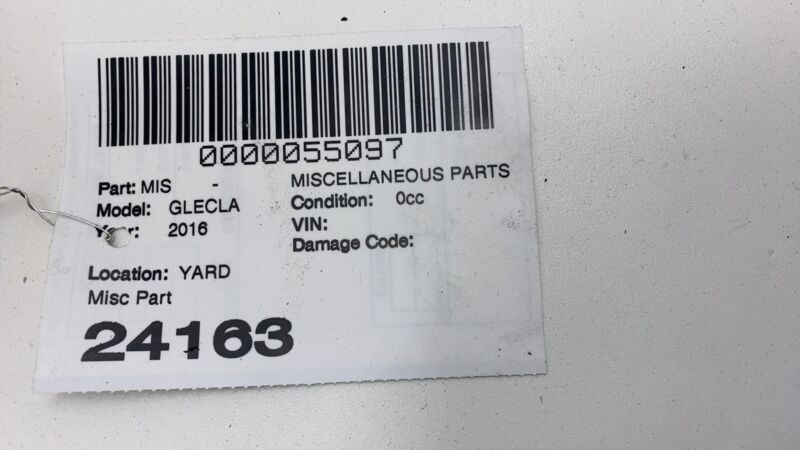 0000055097
Part: MIS - MISCELLANEOUS PARTS
Model: GLECLA Condition: 0cc
2016 VIN:
Damage Code:
Location: YARD
Misc Part
24163